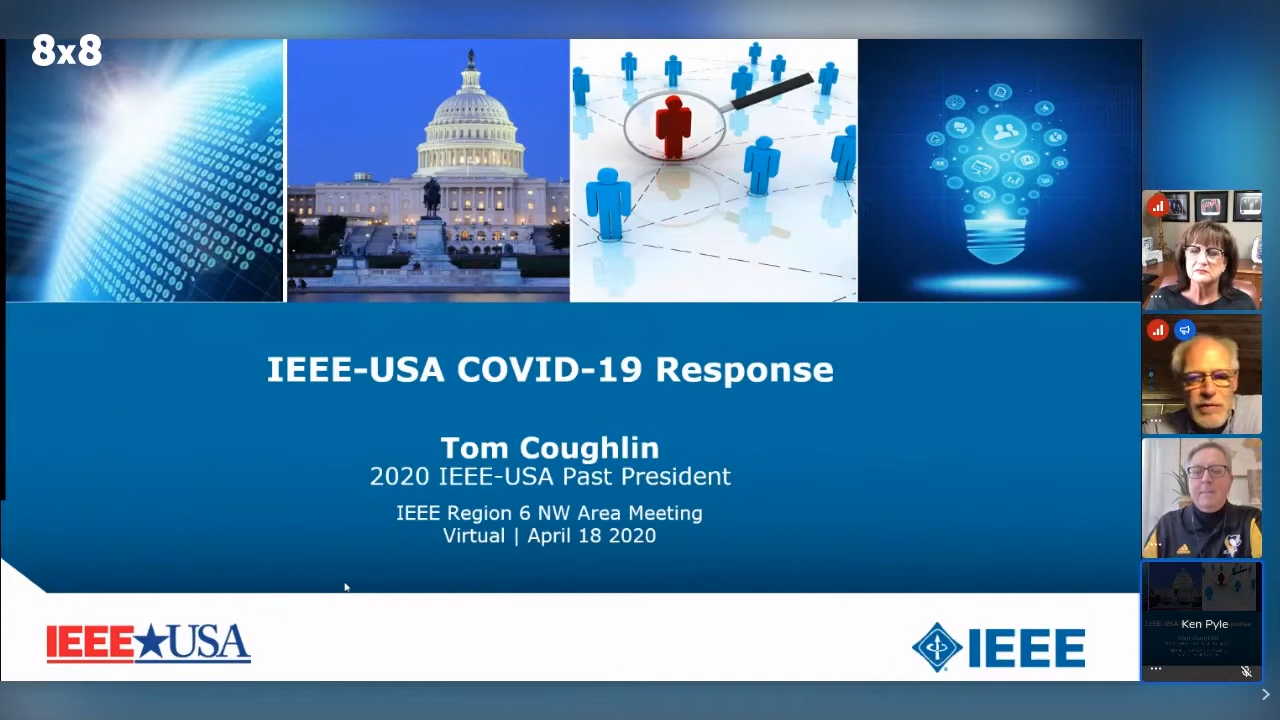 8x8
IEEE-USA COVID-19 Response
Tom Coughlin
2020 IEEE-USA Past President
IEEE Region 6 NW Area Meeting
Virtual | April 18 2020
IEEE★USA
IEEE
Ken Pyle